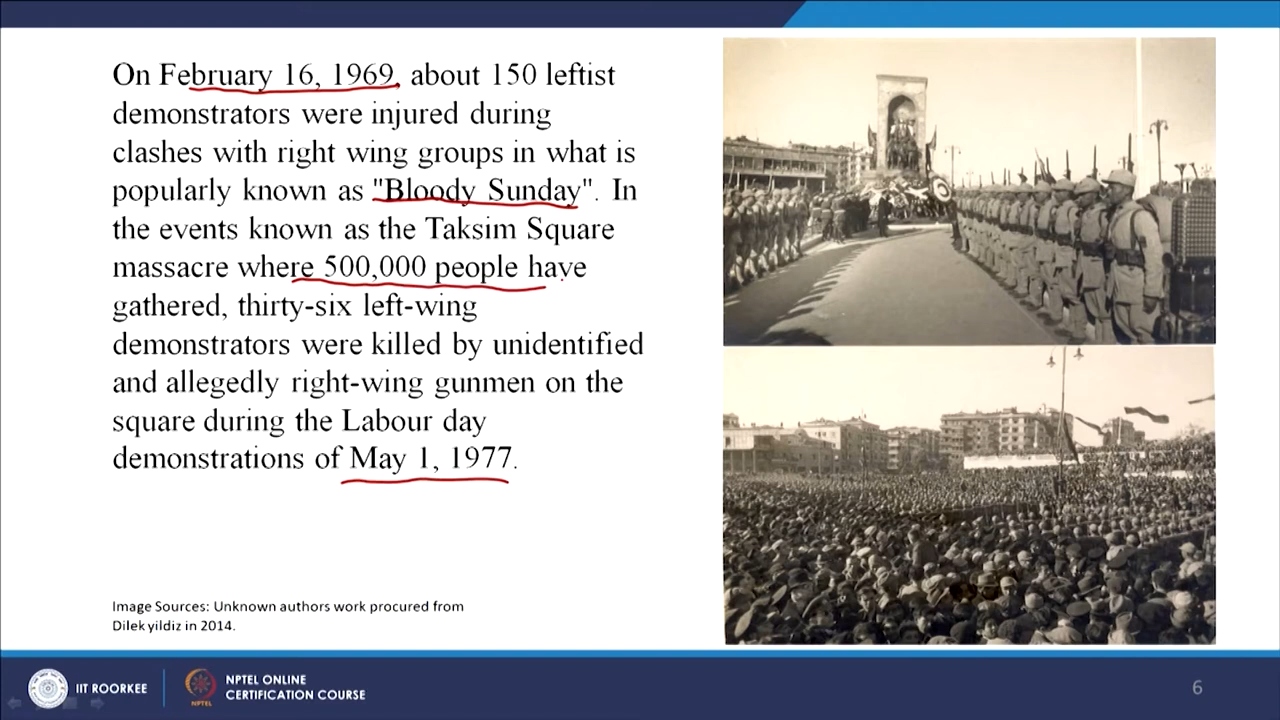 On February 16, 1969, about 150 leftist
demonstrators were injured during
clashes with right wing groups in what is
popularly known as "Bloody Sunday". In
the events known as the Taksim Square
massacre where 500,000 people have
gathered, thirty-six left-wing
demonstrators were killed by unidentified
and allegedly right-wing gunmen on the
square during the Labour day
demonstrations of May 1, 1977.
Image Sources: Unknown authors work procured from
Dilek yildiz in 2014.
IIT ROORKEE
NPTEL
NPTEL ONLINE
CERTIFICATION COURSE
6